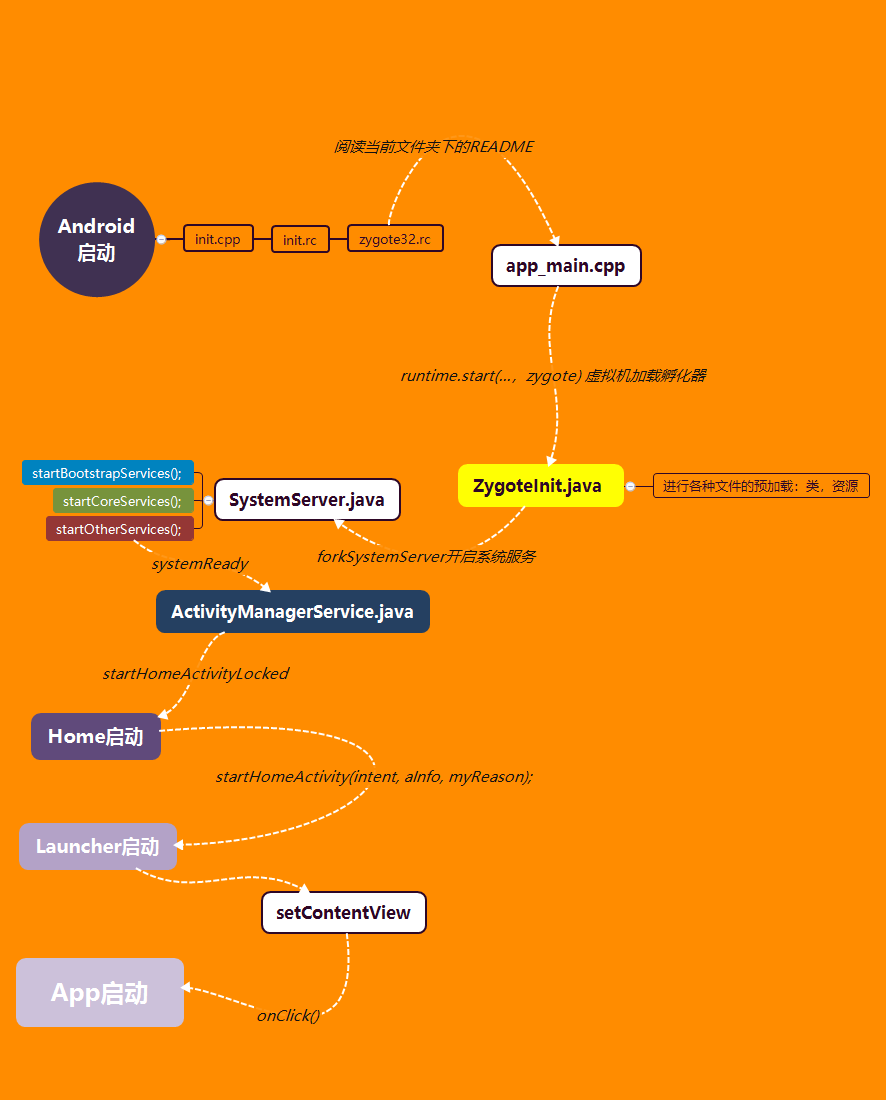 阅读当前文件夹下的README
Android
启动
init.cpp
init.rc
zygote32.rc
app_main.cpp
runtime.start(...，zygote) 虚拟机加载孵化器
ZygoteInit.java
进行各种文件的预加载：类，资源
forkSystemServer开启系统服务
SystemServer.java
startBootstrapServices();
startCoreServices();
startOtherServices();
systemReady
ActivityManagerService.java
startHomeActivityLocked
Home启动
startHomeActivity(intent, aInfo, myReason);
Launcher启动
setContentView
onClick()
App启动